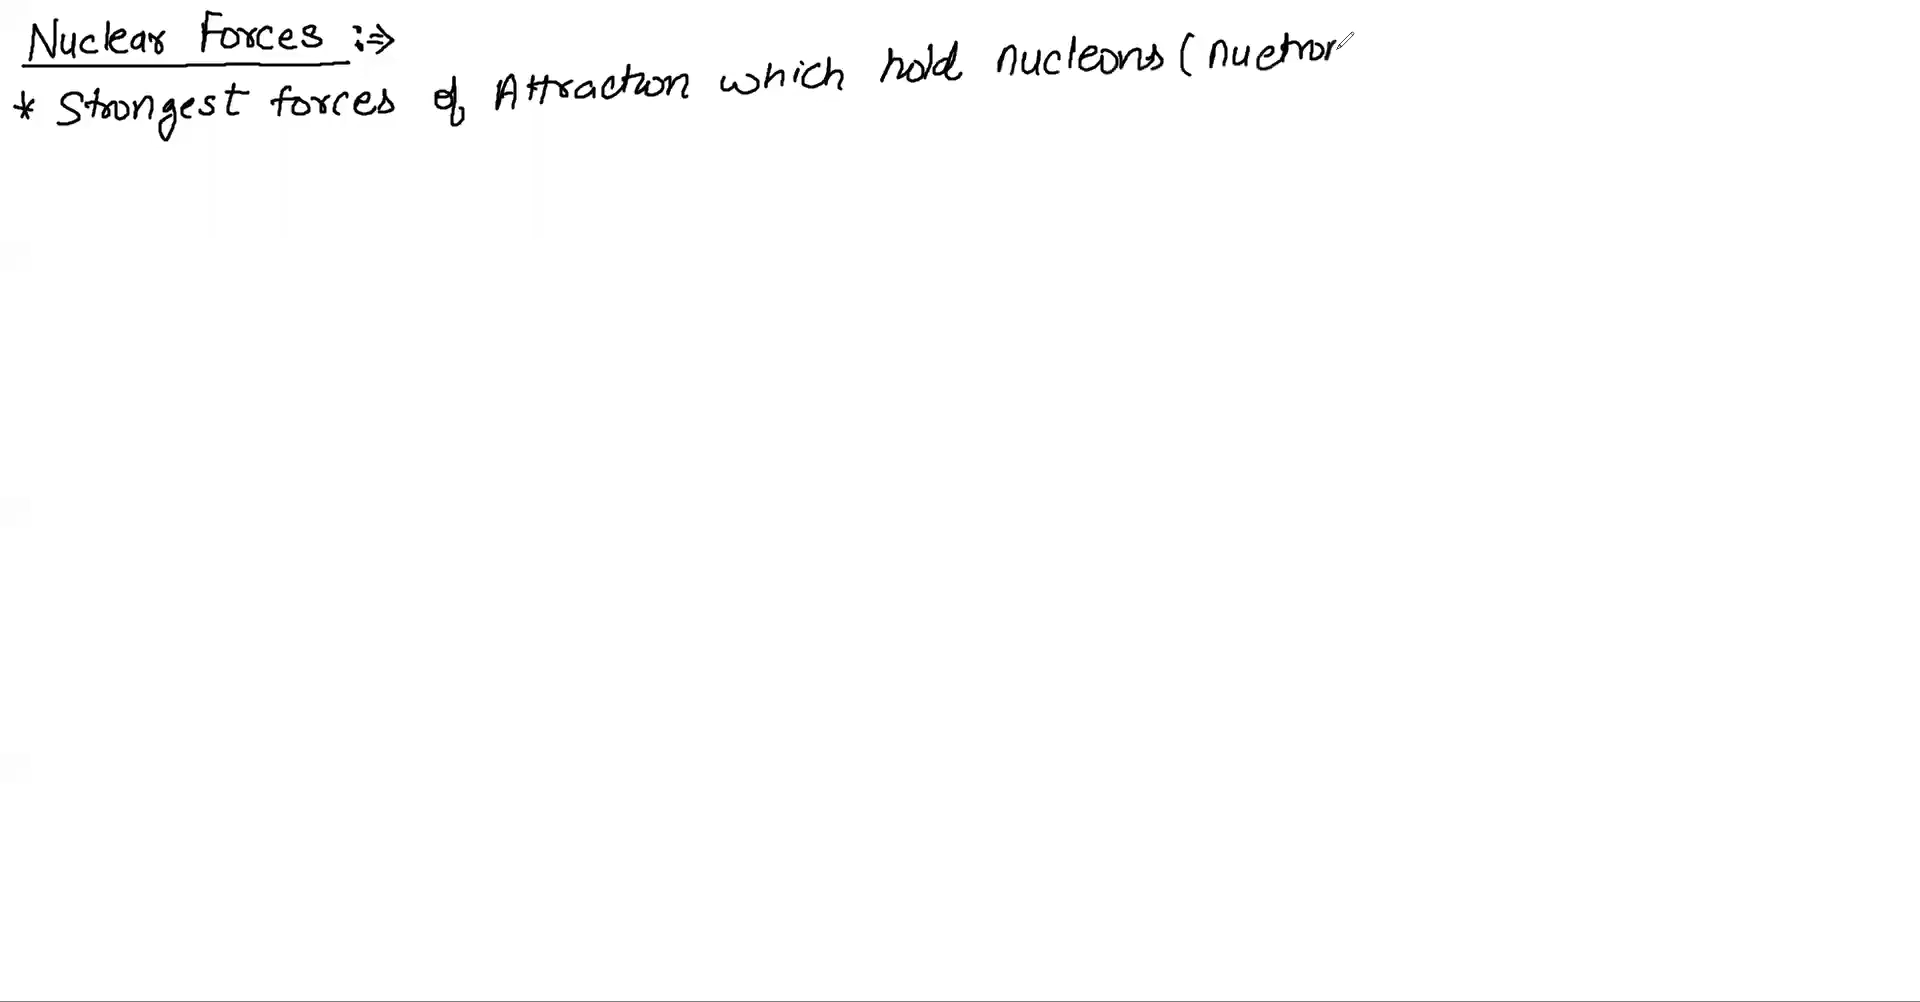 Nuclear Forces :⇒
* Strongest forces of Attraction which hold nucleons ( nuetron